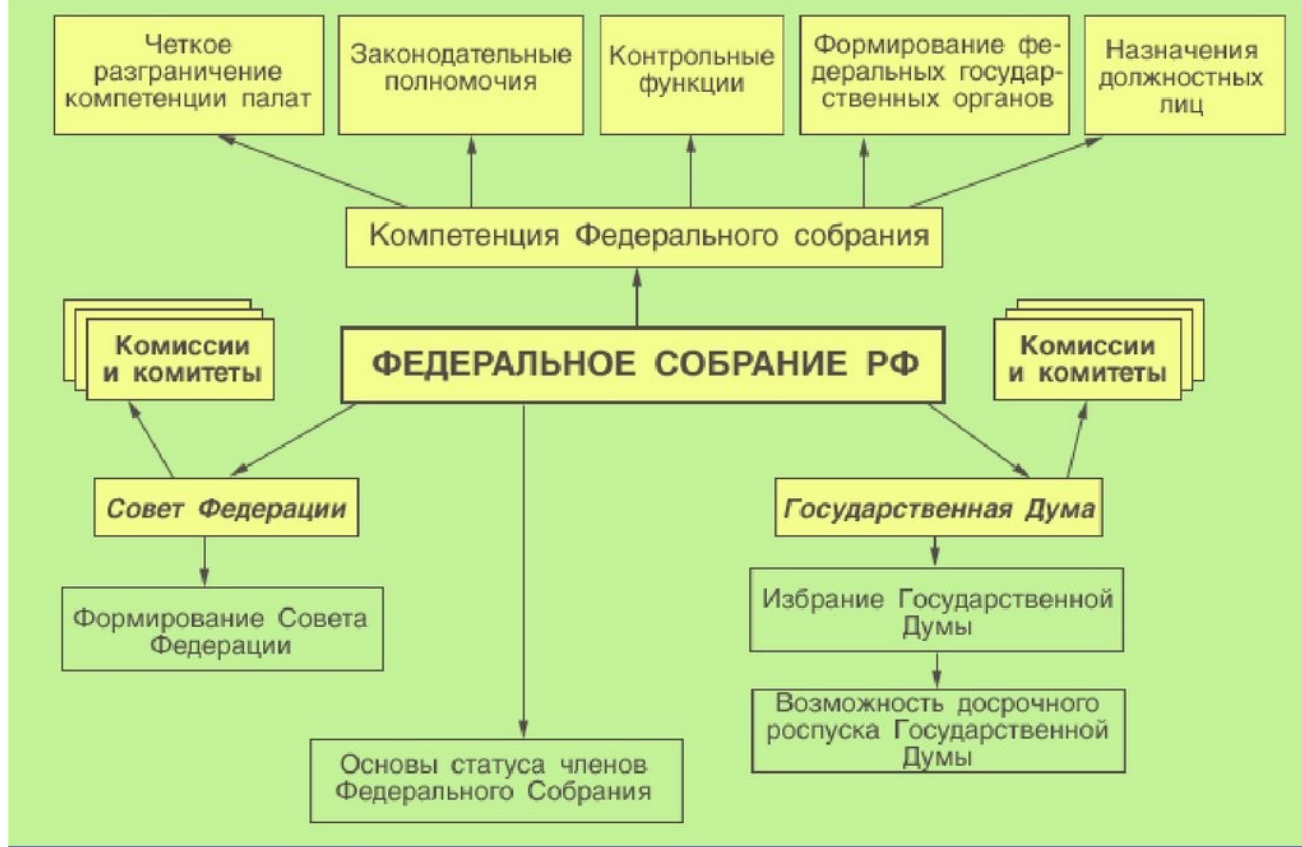 Четкое
разграничение
компетенции палат
Законодательные
полномочия
Контрольные
функции
Формирование фе-
деральных государ-
ственных органов
Назначения
должностных
лиц
Компетенция Федерального собрания
Комиссии
и комитеты
ФЕДЕРАЛЬНОЕ СОБРАНИЕ РФ
Комиссии
и комитеты
Совет Федерации
Государственная Дума
Формирование Совета
Федерации
Избрание Государственной
Думы
Возможность досрочного
роспуска Государственной
Думы
Основы статуса членов
Федерального Собрания